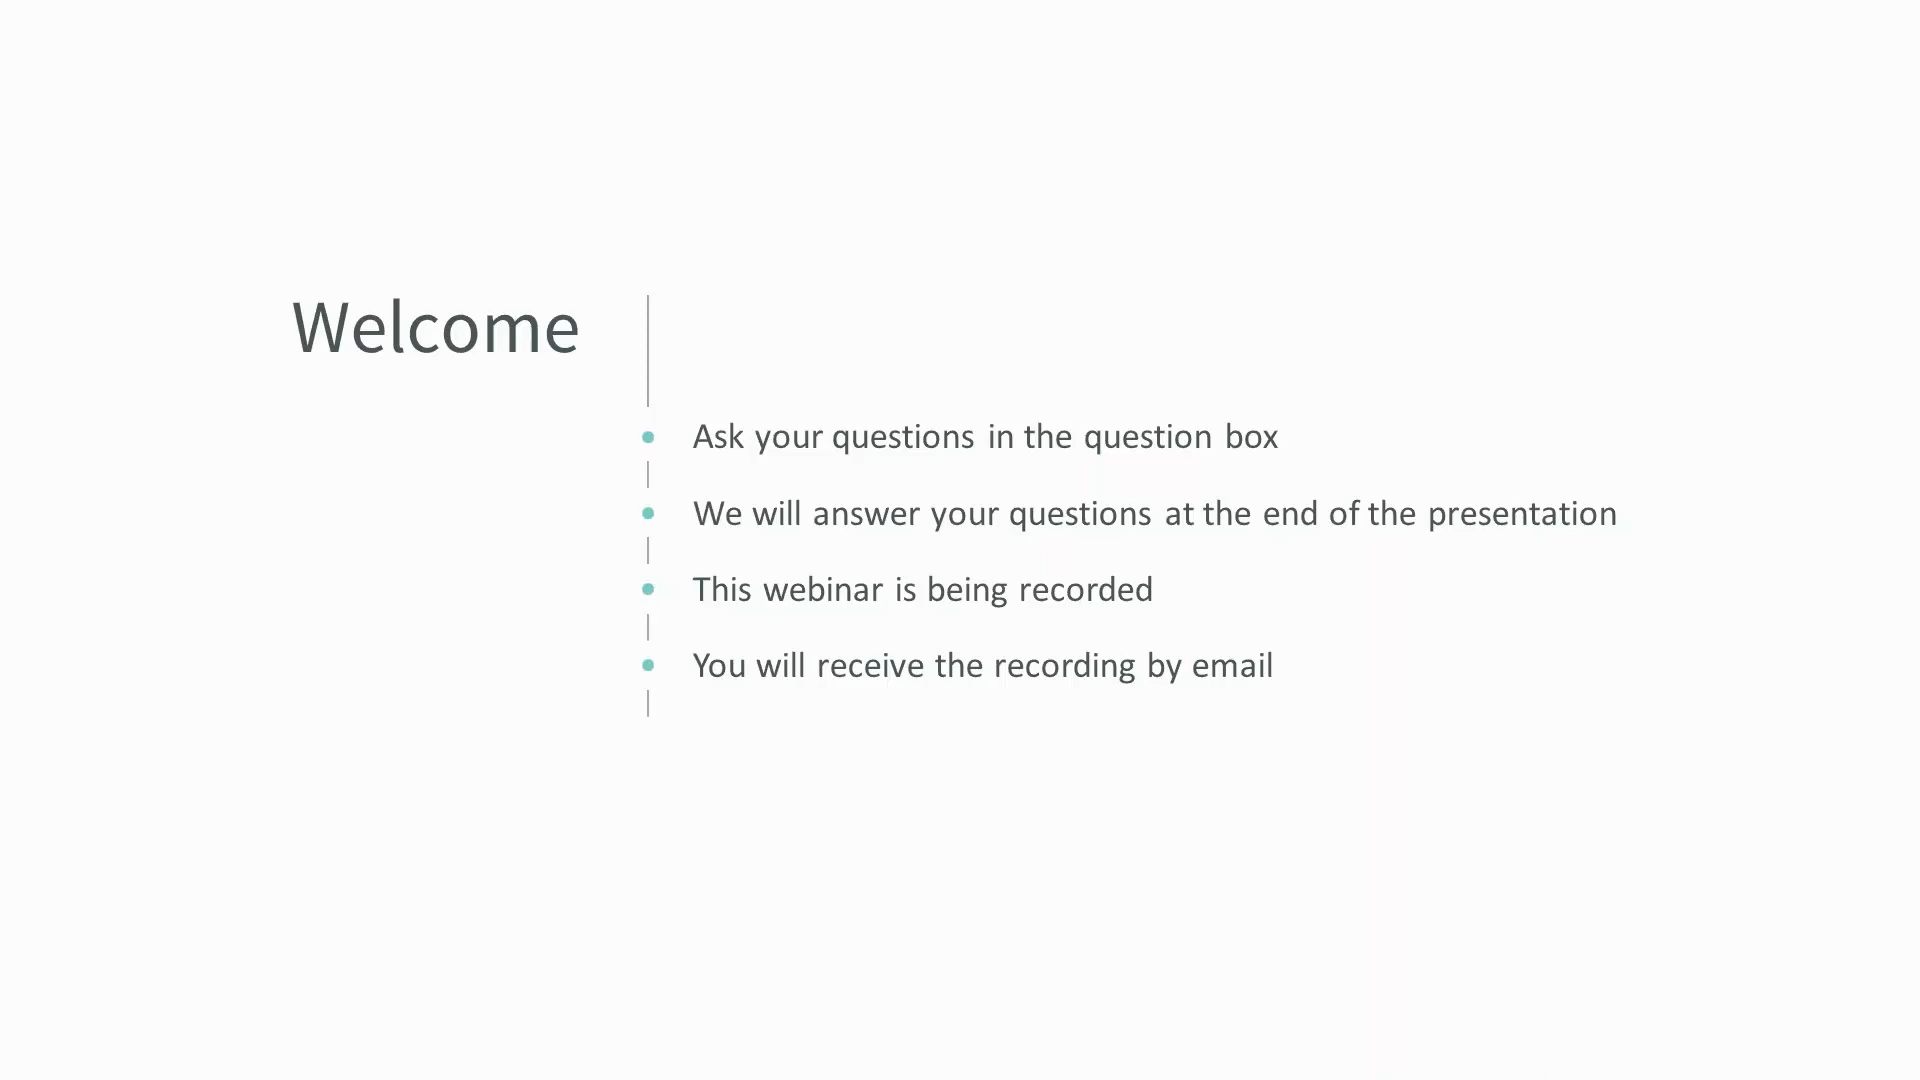 Welcome
Ask your questions in the question box
We will answer your questions at the end of the presentation
This webinar is being recorded
You will receive the recording by email